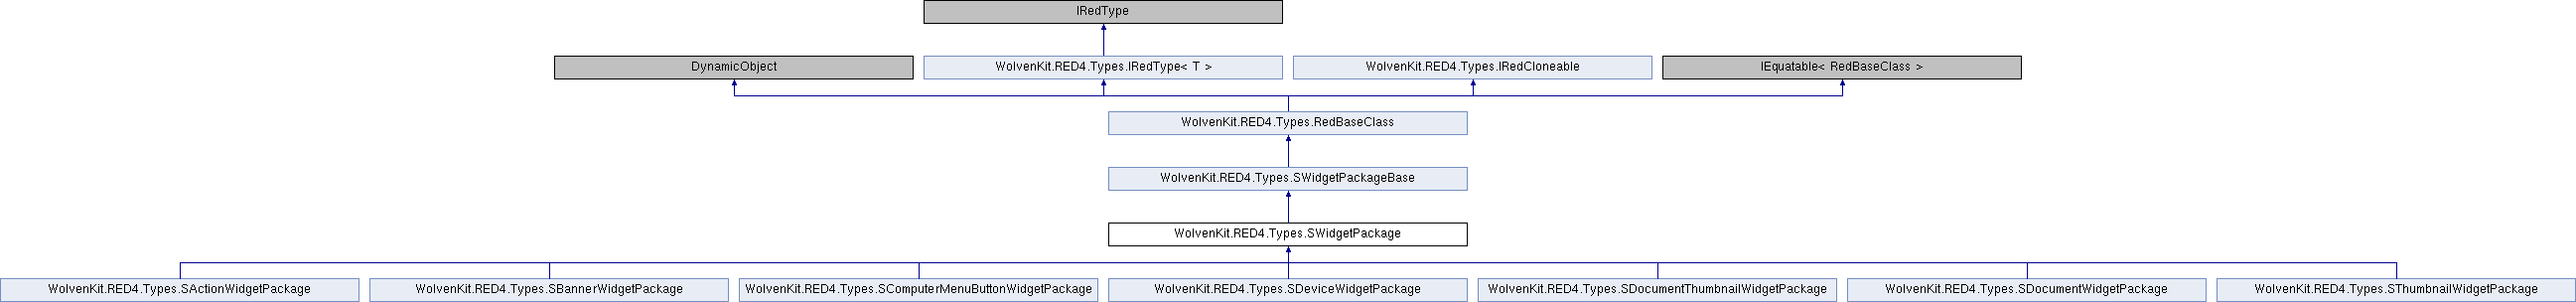 IRedType
DynamicObject
WolvenKit.RED4.Types.IRedType< T >
WolvenKit.RED4.Types.IRedCloneable
IEquatable< RedBaseClass >
WolvenKit.RED4.Types.RedBaseClass
WolvenKit.RED4.Types.SWidgetPackageBase
WolvenKit.RED4.Types.SWidgetPackage
WolvenKit.RED4.Types.SActionWidgetPackage
WolvenKit.RED4.Types.SBannerWidgetPackage
WolvenKit.RED4.Types.SComputerMenuButtonWidgetPackage
WolvenKit.RED4.Types.SDeviceWidgetPackage
WolvenKit.RED4.Types.SDocumentThumbnailWidgetPackage
WolvenKit.RED4.Types.SDocumentWidgetPackage
WolvenKit.RED4.Types.SThumbnailWidgetPackage